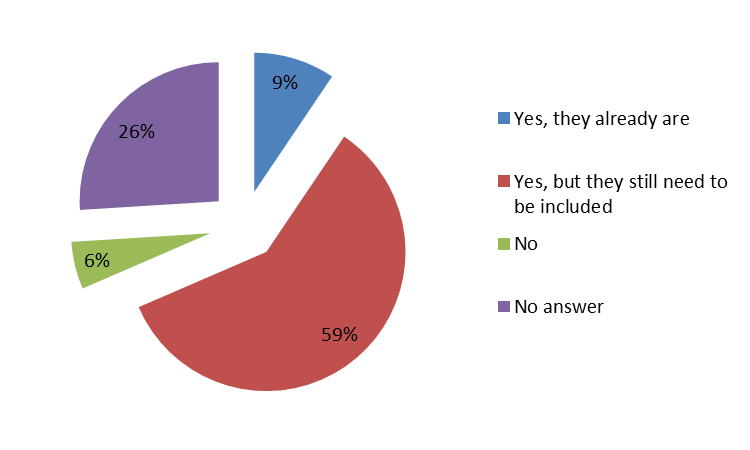 9%
26%
6%
59%
Yes, they already are
Yes, but they still need to
be included
No
No answer